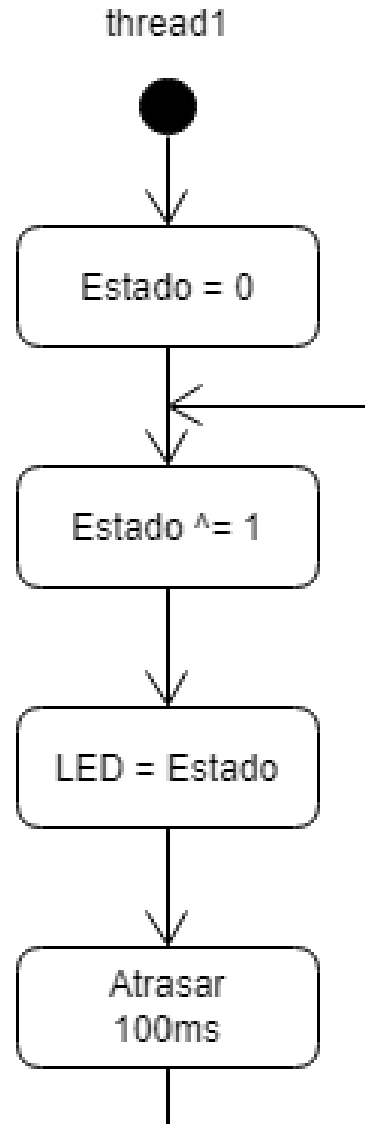 thread1
Estado = 0
Estado ^= 1
LED = Estado
Atrasar
100ms